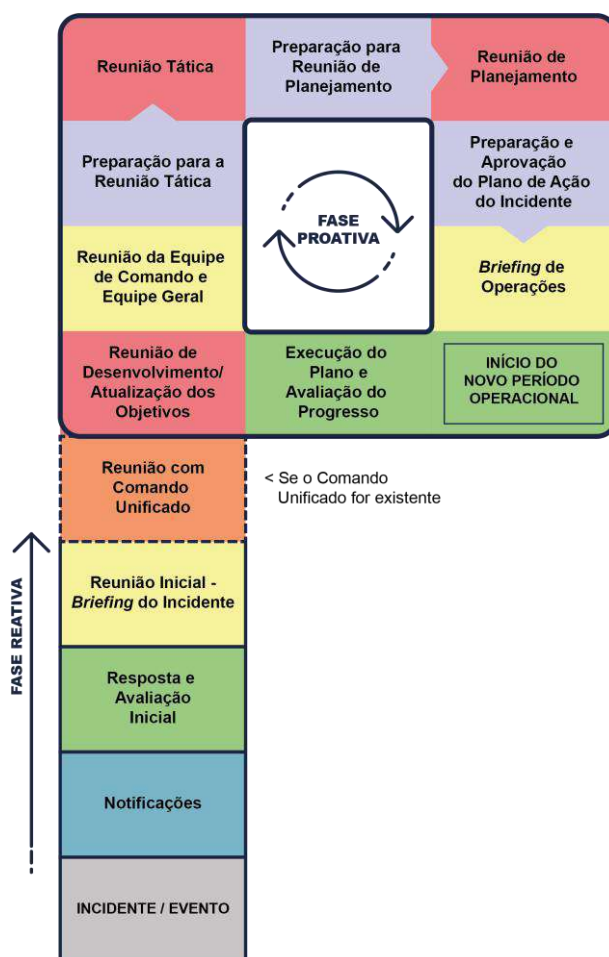 Reunião Tática
Preparação para
Reunião de
Planejamento
Reunião de
Planejamento
Preparação para a
Reunião Tática
FASE
PROATIVA
Preparação e
Aprovação
do Plano de Ação
do Incidente
Reunião da Equipe
de Comando e
Equipe Geral
Briefing de
Operações
Reunião de
Desenvolvimento/
Atualização dos
Objetivos
Execução do
Plano e
Avaliação do
Progresso
INÍCIO DO
NOVO PERÍODO
OPERACIONAL
Reunião com
Comando
Unificado
< Se o Comando
Unificado for existente
FASE REATIVA
Reunião Inicial -
Briefing do Incidente
Resposta e
Avaliação
Inicial
Notificações
INCIDENTE / EVENTO